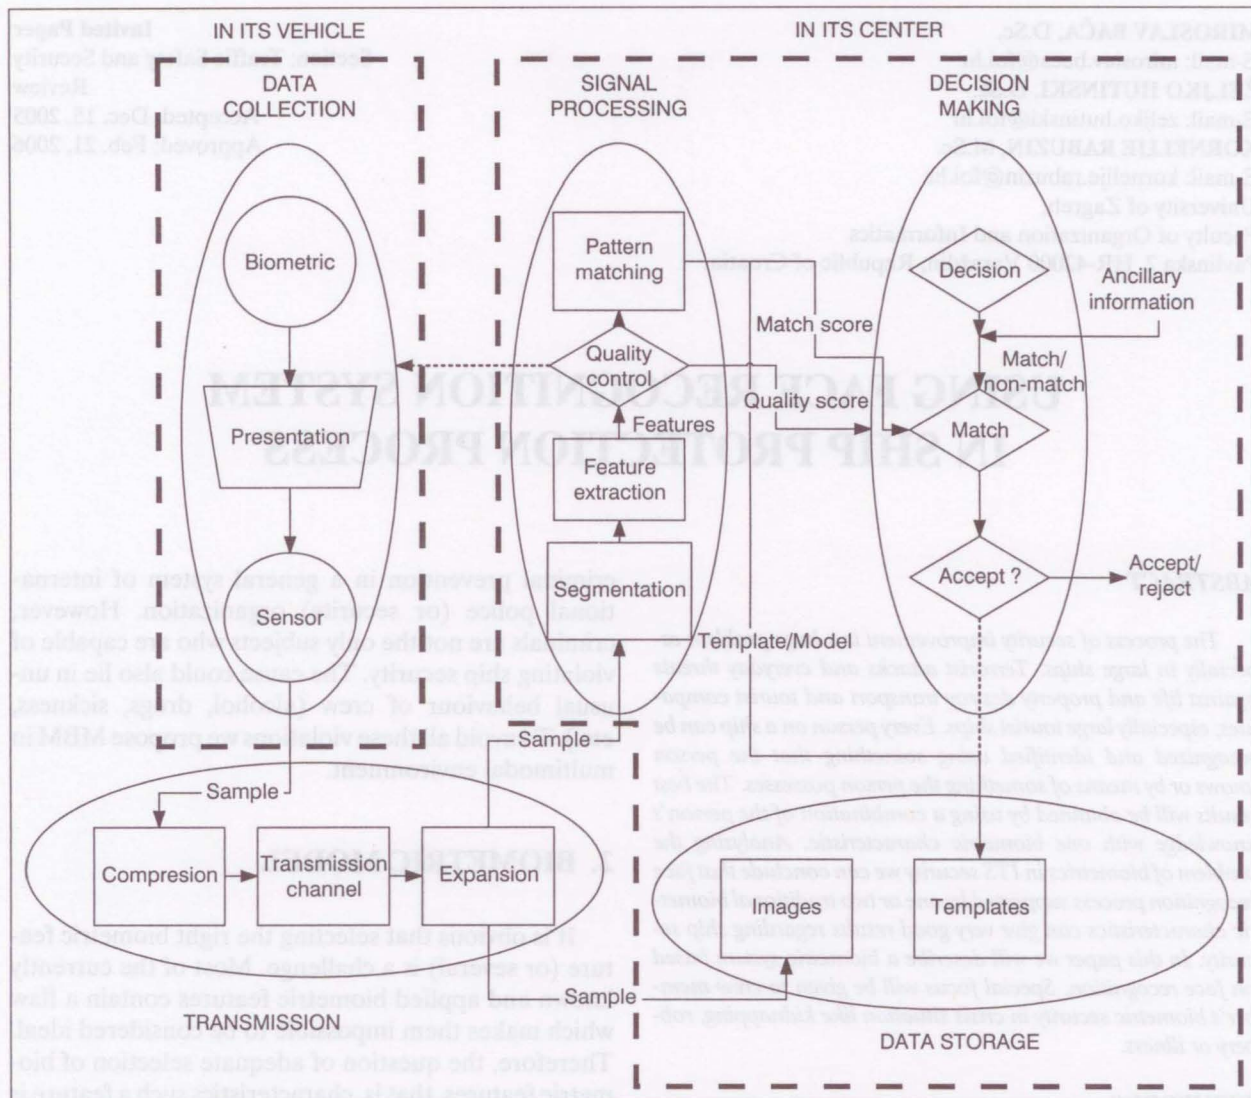 IN ITS VEHICLE
IN ITS CENTER
DATA
COLLECTION
SIGNAL
PROCESSING
DECISION
MAKING
Biometric
Pattern
matching
Decision
Ancillary
information
Match score
Quality
control
Match/
non-match
Quality score
Presentation
Features
Match
Feature
extraction
Segmentation
Accept ?
Accept/
reject
Sensor
Template/Model
Sample
Sample
Compresion
Transmission
channel
Expansion
Images
Templates
Sample
TRANSMISSION
DATA STORAGE